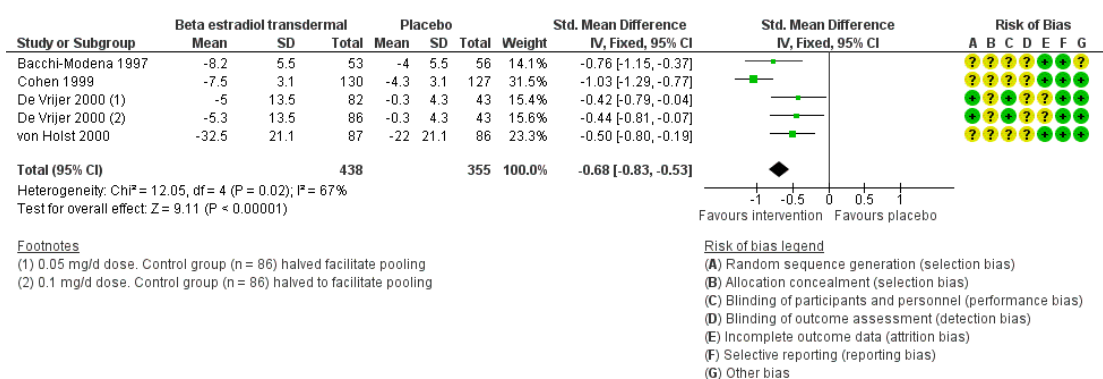 Beta estradiol transdermal Placebo Std. Mean Difference Std. Mean Difference Risk of Bias
Study or Subgroup Mean SD Total Mean SD Total Weight IV, Fixed, 95% CI IV, Fixed, 95% CI A B C D E F G
Bacchi-Modena 1997 -8.2 5.5 53 -4 5.5 56 14.1% -0.76 [-1.15, -0.37] ? ? ? ? + + ?
Cohen 1999 -7.5 3.1 130 -4.3 3.1 127 31.5% -1.03 [-1.29, -0.77] ? ? ? ? + + +
De Vrijer 2000 (1) -5 13.5 82 -0.3 4.3 43 15.4% -0.42 [-0.79, -0.04] + ? + ? ? + +
De Vrijer 2000 (2) -5.3 13.5 86 -0.3 4.3 43 15.6% -0.44 [-0.81, -0.07] + ? + ? ? + +
von Holst 2000 -32.5 21.1 87 -22 21.1 86 23.3% -0.50 [-0.80, -0.19] ? ? ? ? + + +
Total (95% CI) 438 355 100.0% -0.68 [-0.83, -0.53]
Heterogeneity: Chi² = 12.05, df = 4 (P = 0.02); I² = 67%
Test for overall effect: Z = 9.11 (P < 0.00001)
-1 -0.5 0 0.5 1
Favours intervention Favours placebo
Footnotes
(1) 0.05 mg/d dose. Control group (n = 86) halved facilitate pooling
(2) 0.1 mg/d dose. Control group (n = 86) halved to facilitate pooling
Risk of bias legend
(A) Random sequence generation (selection bias)
(B) Allocation concealment (selection bias)
(C) Blinding of participants and personnel (performance bias)
(D) Blinding of outcome assessment (detection bias)
(E) Incomplete outcome data (attrition bias)
(F) Selective reporting (reporting bias)
(G) Other bias